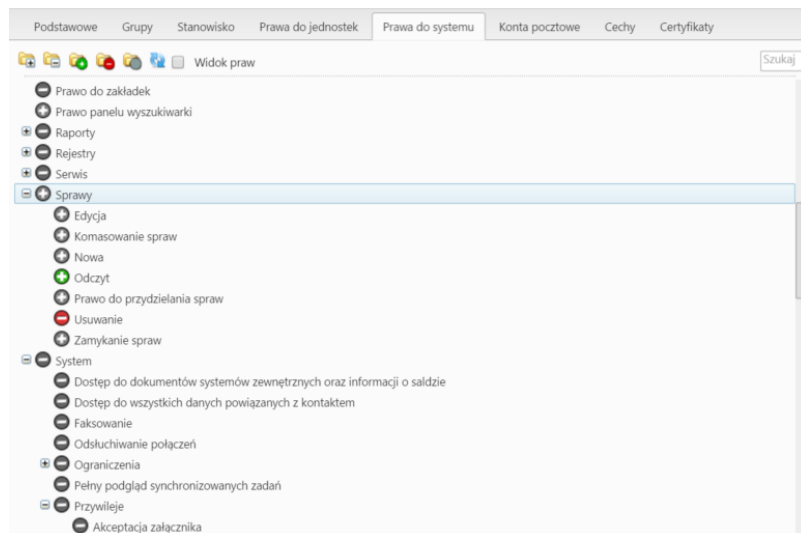 Podstawowe Grupy Stanowisko Prawa do jednostek Prawa do systemu Konta pocztowe Cechy Certyfikaty
Widok praw Szukaj
Prawo do zakładek
Prawo panelu wyszukiwarki
Raporty
Rejestry
Serwis
Sprawy
Edycja
Komasowanie spraw
Nowa
Odczyt
Prawo do przydzielania spraw
Usuwanie
Zamykanie spraw
System
Dostęp do dokumentów systemów zewnętrznych oraz informacji o saldzie
Dostęp do wszystkich danych powiązanych z kontaktem
Faksowanie
Odsłuchiwanie połączeń
Ograniczenia
Pełny podgląd synchronizowanych zadań
Przywileje
Akceptacja załącznika